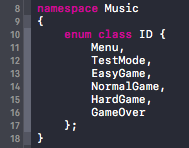 8 namespace Music
9 {
10     enum class ID {
11         Menu,
12         TestMode,
13         EasyGame,
14         NormalGame,
15         HardGame,
16         GameOver
17     };
18 }